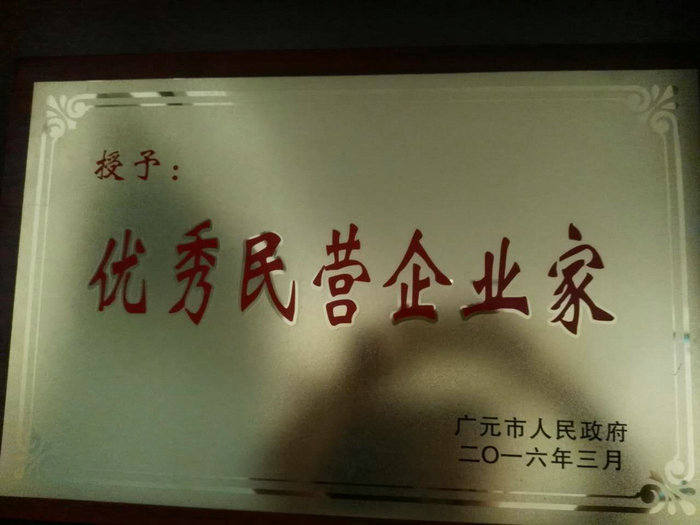 授予：
优秀民营企业家
广元市人民政府
二〇一六年三月